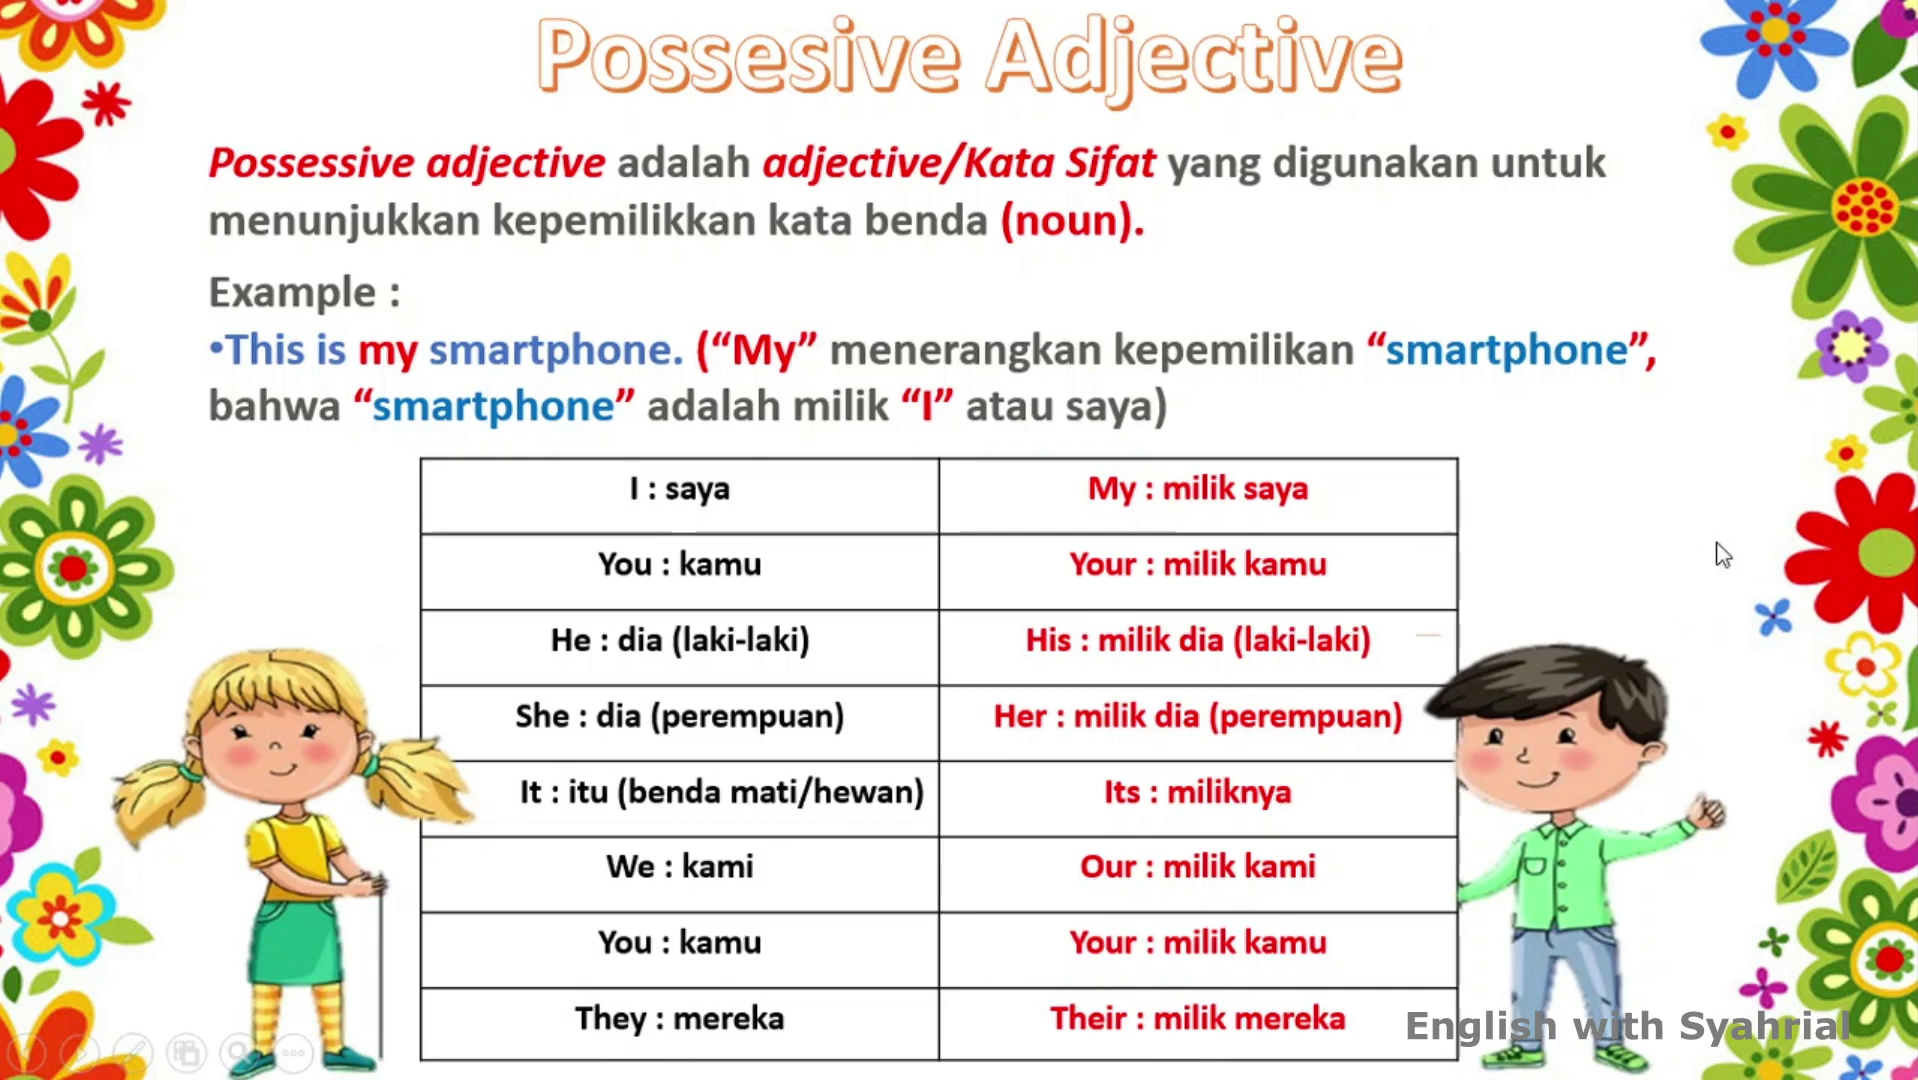 Possesive Adjective
Possessive adjective adalah adjective/Kata Sifat yang digunakan untuk
menunjukkan kepemilikkan kata benda (noun).
Example :
•This is my smartphone. (“My” menerangkan kepemilikan “smartphone”,
bahwa “smartphone” adalah milik “I” atau saya)
I : saya
My : milik saya
You : kamu
Your : milik kamu
He : dia (laki-laki)
His : milik dia (laki-laki)
She : dia (perempuan)
Her : milik dia (perempuan)
It : itu (benda mati/hewan)
Its : miliknya
We : kami
Our : milik kami
You : kamu
Your : milik kamu
They : mereka
Their : milik mereka
English with Syahrial